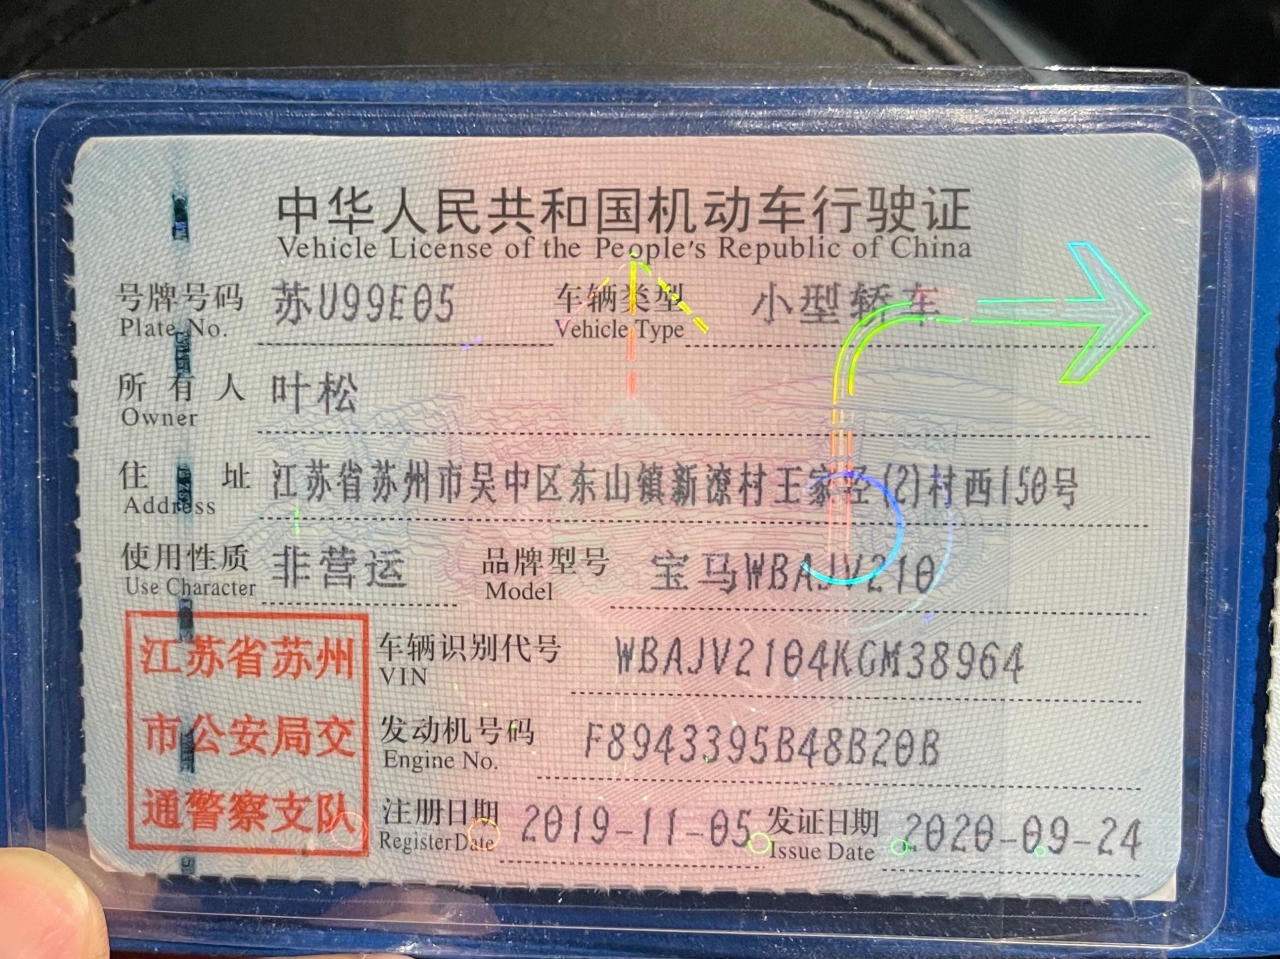 中华人民共和国机动车行驶证
Vehicle License of the People's Republic of China
号牌号码 苏U99E05 车辆类型 小型轿车
Plate No. Vehicle Type
所有人 叶松
Owner
住址 江苏省苏州市吴中区东山镇新潦村王家泾(2)村西150号
Address
使用性质 非营运 品牌型号 宝马WBAJV210
Use Character Model
江苏省苏州
市公安局交
通警察支队
车辆识别代号 WBAJV2104KGM38964
VIN
发动机号码 F8943395B48B20B
Engine No.
注册日期 2019-11-05 发证日期 2020-09-24
Register Date Issue Date